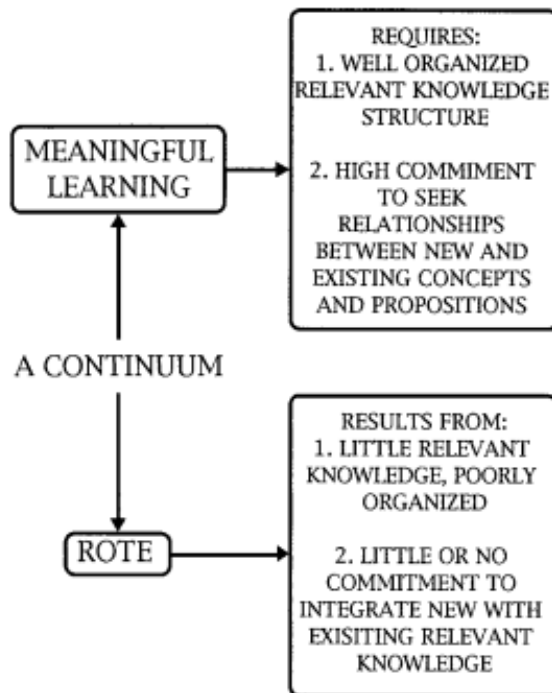 REQUIRES:
1. WELL ORGANIZED
RELEVANT KNOWLEDGE
STRUCTURE
2. HIGH COMMIMENT
TO SEEK
RELATIONSHIPS
BETWEEN NEW AND
EXISTING CONCEPTS
AND PROPOSITIONS
MEANINGFUL
LEARNING
A CONTINUUM
RESULTS FROM:
1. LITTLE RELEVANT
KNOWLEDGE, POORLY
ORGANIZED
2. LITTLE OR NO
COMMITMENT TO
INTEGRATE NEW WITH
EXISITING RELEVANT
KNOWLEDGE
ROTE